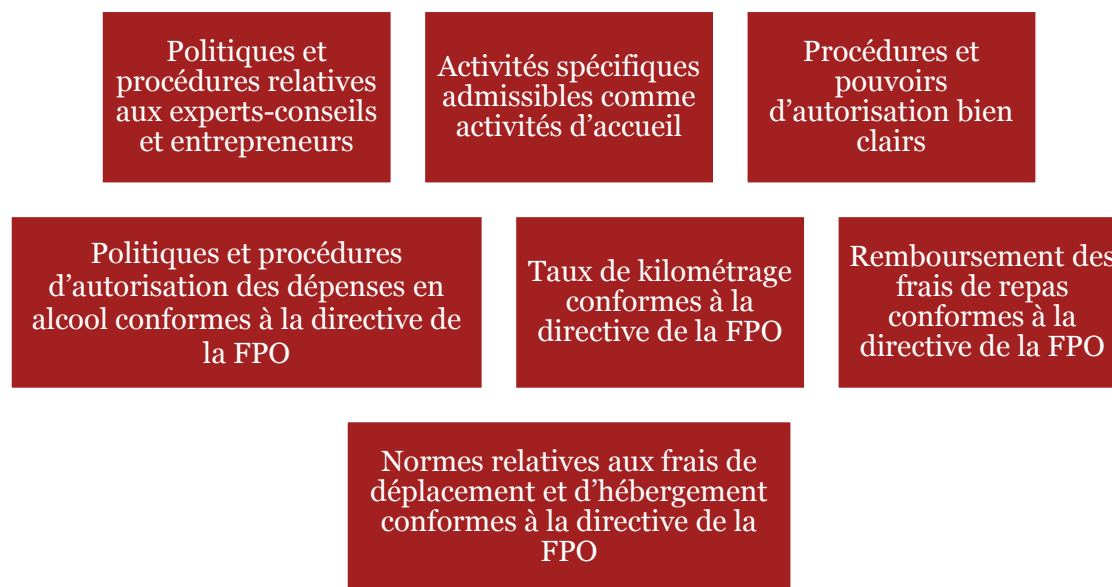 Politiques et
procédures relatives
aux experts-conseils
et entrepreneurs
Activités spécifiques
admissibles comme
activités d’accueil
Procédures et
pouvoirs
d’autorisation bien
clairs
Politiques et procédures
d’autorisation des dépenses en
alcool conformes à la directive de
la FPO
Taux de kilométrage
conformes à la
directive de la FPO
Remboursement des
frais de repas
conformes à la
directive de la FPO
Normes relatives aux frais de
déplacement et d’hébergement
conformes à la directive de la
FPO